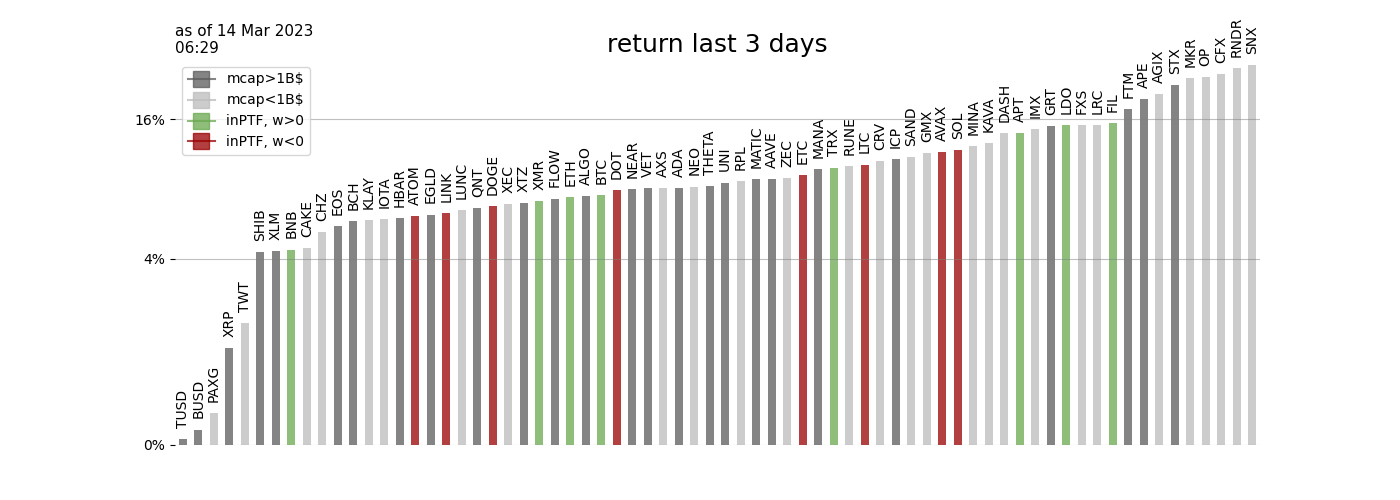 as of 14 Mar 2023
06:29
return last 3 days
mcap>1B$
mcap<1B$
inPTF, w>0
inPTF, w<0
16%
4%
0%
TUSD
BUSD
PAXG
XRP
TWT
SHIB
XLM
BNB
CAKE
CHZ
EOS
BCH
KLAY
IOTA
HBAR
ATOM
EGLD
LINK
LUNC
QNT
DOGE
XEC
XTZ
XMR
FLOW
ETH
ALGO
BTC
DOT
NEAR
VET
AXS
ADA
NEO
THETA
UNI
RPL
MATIC
AAVE
ZEC
ETC
MANA
TRX
RUNE
LTC
CRV
ICP
SAND
GMX
AVAX
SOL
MINA
KAVA
DASH
APT
IMX
GRT
LDO
FXS
LRC
FIL
FTM
APE
AGIX
STX
MKR
OP
CFX
RNDR
SNX